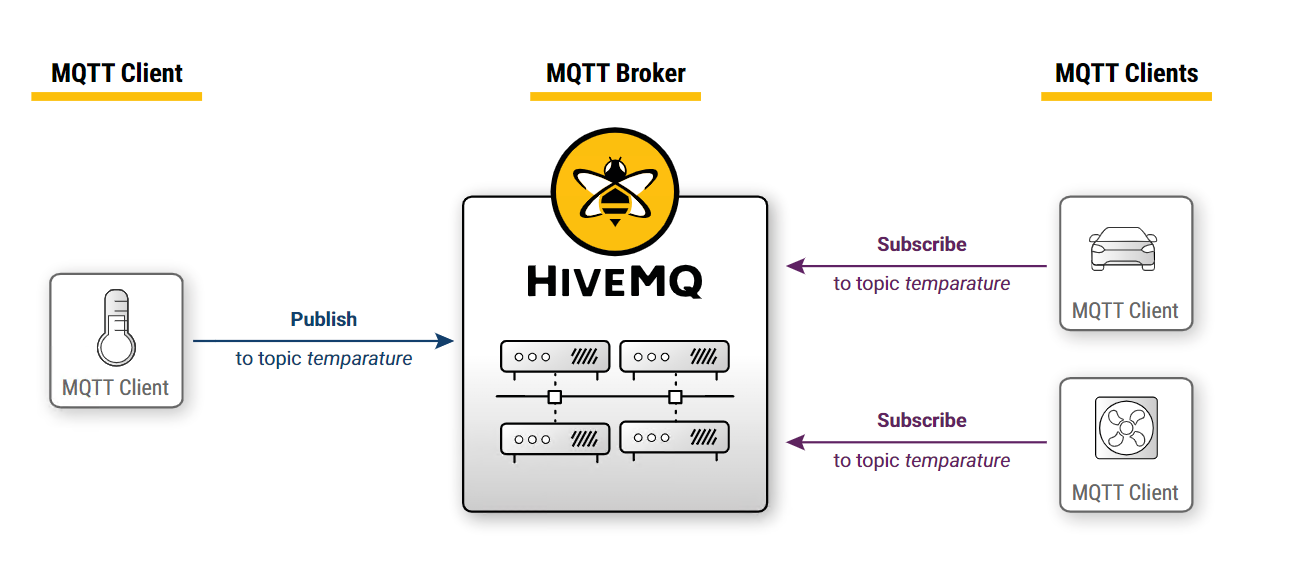 MQTT Client
MQTT Broker
MQTT Clients
HIVEMQ
Publish
to topic temparature
MQTT Client
Subscribe
to topic temparature
MQTT Client
Subscribe
to topic temparature
MQTT Client